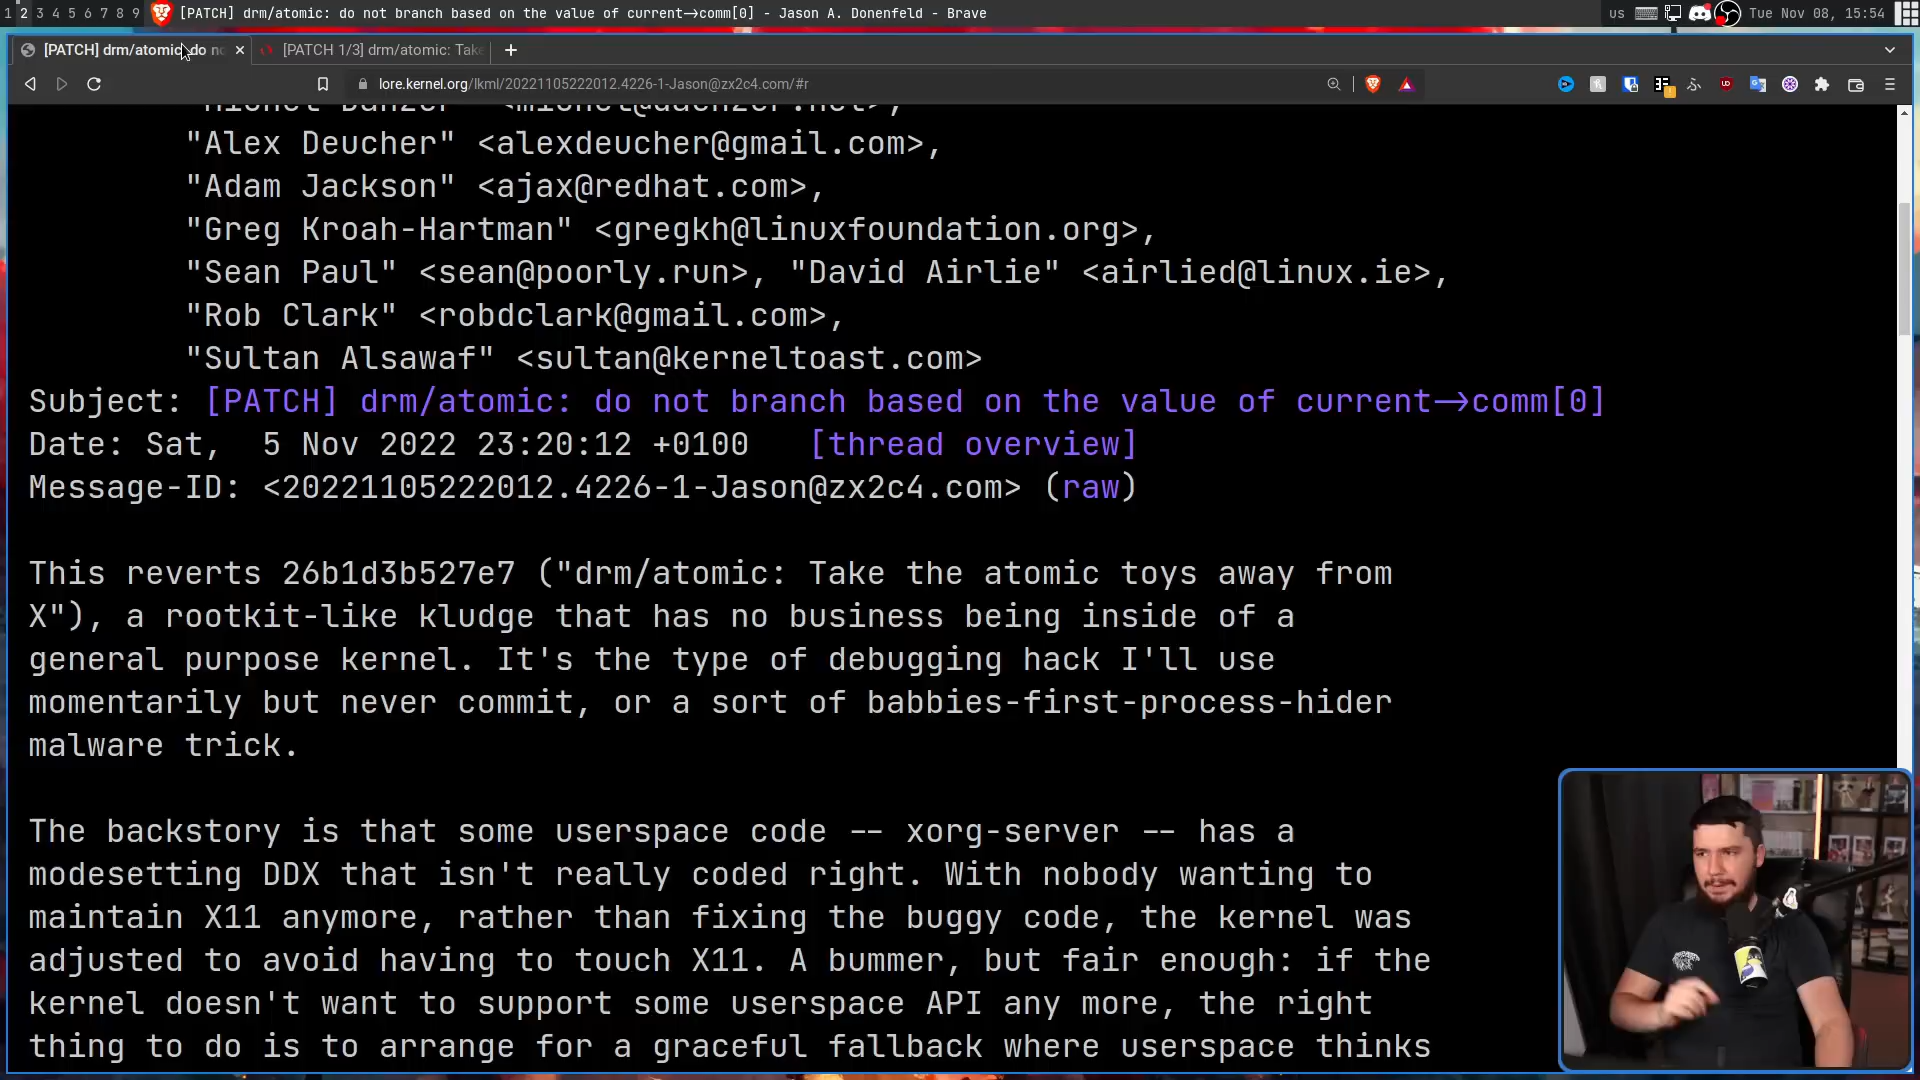 1 2 3 4 5 6 7 8 9 [PATCH] drm/atomic: do not branch based on the value of current->comm[0] - Jason A. Donenfeld - Brave us Tue Nov 08, 15:54
[PATCH] drm/atomic: do no [PATCH 1/3] drm/atomic: Take
lore.kernel.org/lkml/20221105222012.4226-1-Jason@zx2c4.com/#r
"Alex Deucher" <alexdeucher@gmail.com>,
"Adam Jackson" <ajax@redhat.com>,
"Greg Kroah-Hartman" <gregkh@linuxfoundation.org>,
"Sean Paul" <sean@poorly.run>, "David Airlie" <airlied@linux.ie>,
"Rob Clark" <robdclark@gmail.com>,
"Sultan Alsawaf" <sultan@kerneltoast.com>
Subject: [PATCH] drm/atomic: do not branch based on the value of current->comm[0]
Date: Sat,  5 Nov 2022 23:20:12 +0100 [thread overview]
Message-ID: <20221105222012.4226-1-Jason@zx2c4.com> (raw)
This reverts 26b1d3b527e7 ("drm/atomic: Take the atomic toys away from
X"), a rootkit-like kludge that has no business being inside of a
general purpose kernel. It's the type of debugging hack I'll use
momentarily but never commit, or a sort of babbies-first-process-hider
malware trick.
The backstory is that some userspace code -- xorg-server -- has a
modesetting DDX that isn't really coded right. With nobody wanting to
maintain X11 anymore, rather than fixing the buggy code, the kernel was
adjusted to avoid having to touch X11. A bummer, but fair enough: if the
kernel doesn't want to support some userspace API any more, the right
thing to do is to arrange for a graceful fallback where userspace thinks